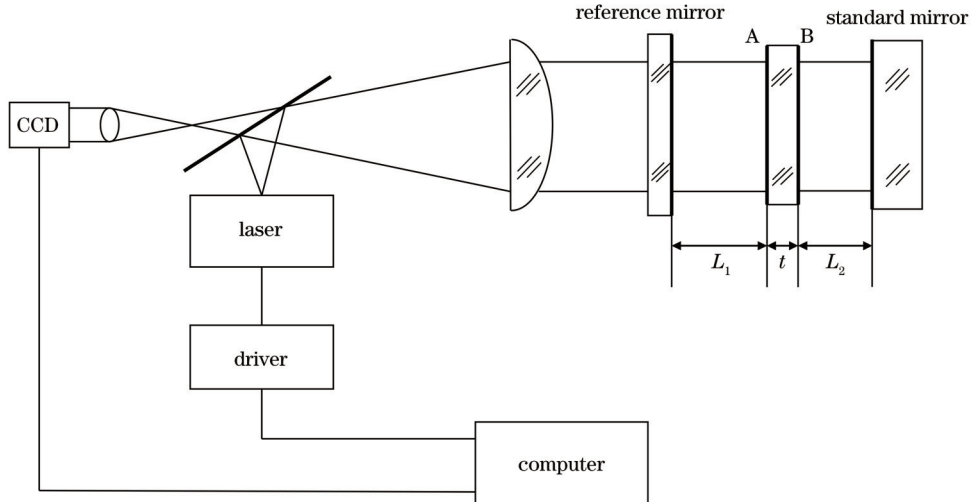 reference mirror
standard mirror
A
B
CCD
laser
L₁
t
L₂
driver
computer